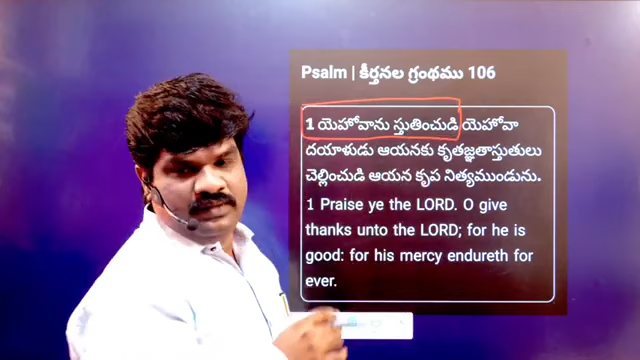 Psalm | కీర్తనల గ్రంథము 106
1 యెహోవాను స్తుతించుడి యెహోవా
దయాళుడు ఆయనకు కృతజ్ఞతాస్తుతులు
చెల్లించుడి ఆయన కృప నిత్యముండును.
1 Praise ye the LORD. O give
thanks unto the LORD; for he is
good: for his mercy endureth for
ever.